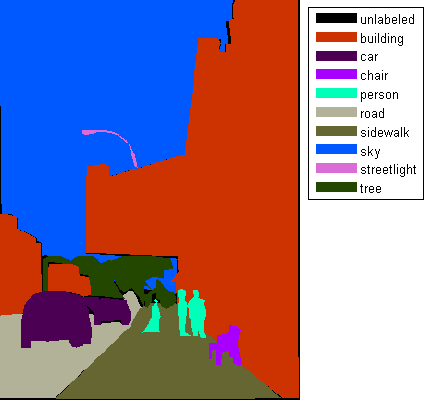 unlabeled
building
car
chair
person
road
sidewalk
sky
streetlight
tree